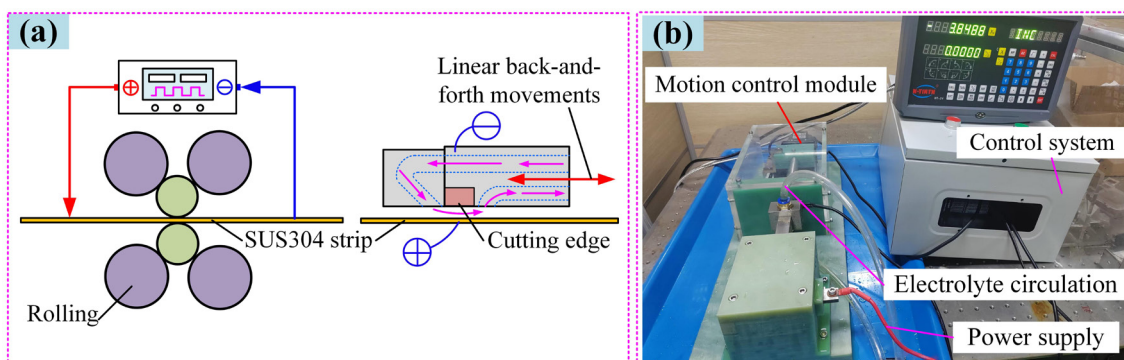 (a)
Linear back-and-
forth movements
SUS304 strip
Cutting edge
Rolling
(b)
3.8488
INC
0.0000
Motion control module
Control system
Electrolyte circulation
Power supply